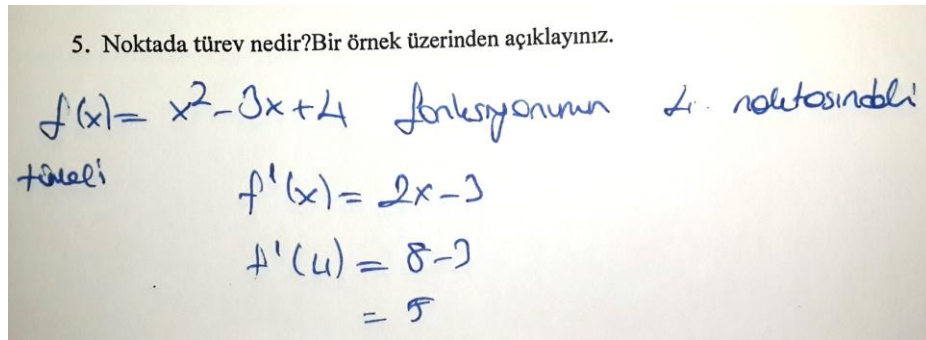 5. Noktada türev nedir?Bir örnek üzerinden açıklayınız.
f(x)= x²-3x+4 fonksiyonunun 4. noktasındaki
türevi
f'(x)= 2x-3
f'(4) = 8-3
= 5